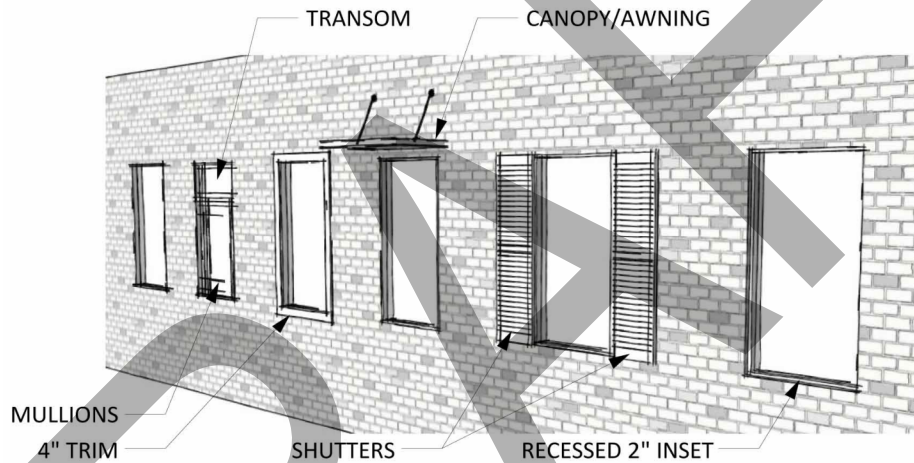 TRANSOM
CANOPY/AWNING
MULLIONS
4" TRIM
SHUTTERS
RECESSED 2" INSET